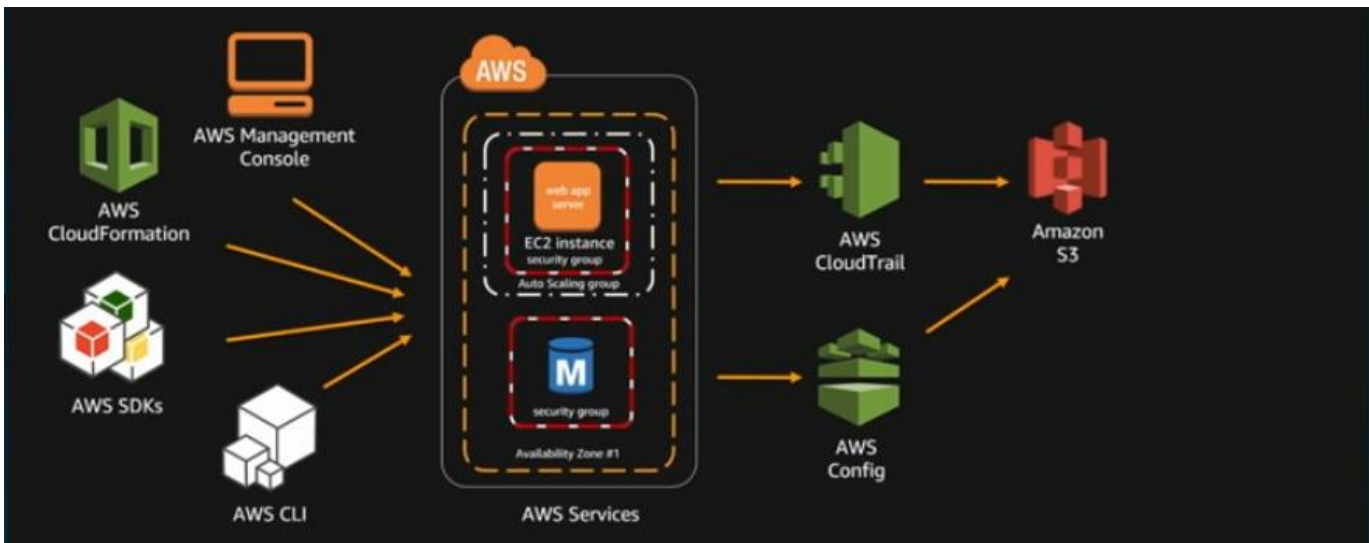 AWS Management
Console
AWS
CloudFormation
AWS SDKs
AWS CLI
AWS
web app
server
EC2 instance
security group
Auto Scaling group
M
security group
Availability Zone #1
AWS Services
AWS
CloudTrail
AWS
Config
Amazon
S3